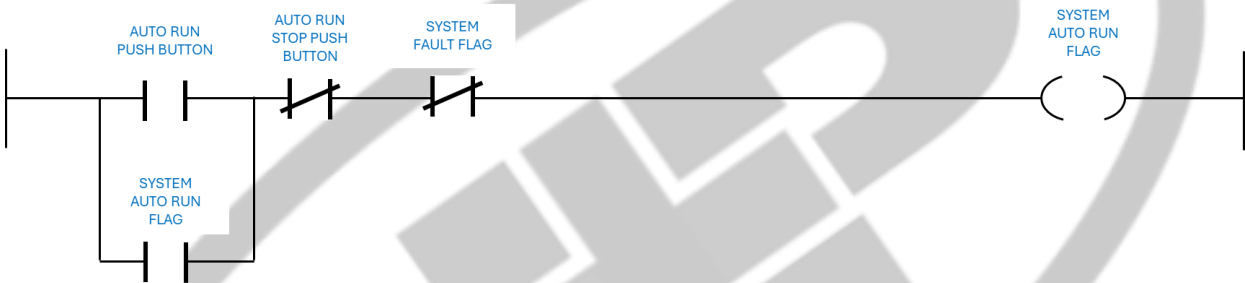 AUTO RUN
PUSH BUTTON
AUTO RUN
STOP PUSH
BUTTON
SYSTEM
FAULT FLAG
SYSTEM
AUTO RUN
FLAG
SYSTEM
AUTO RUN
FLAG